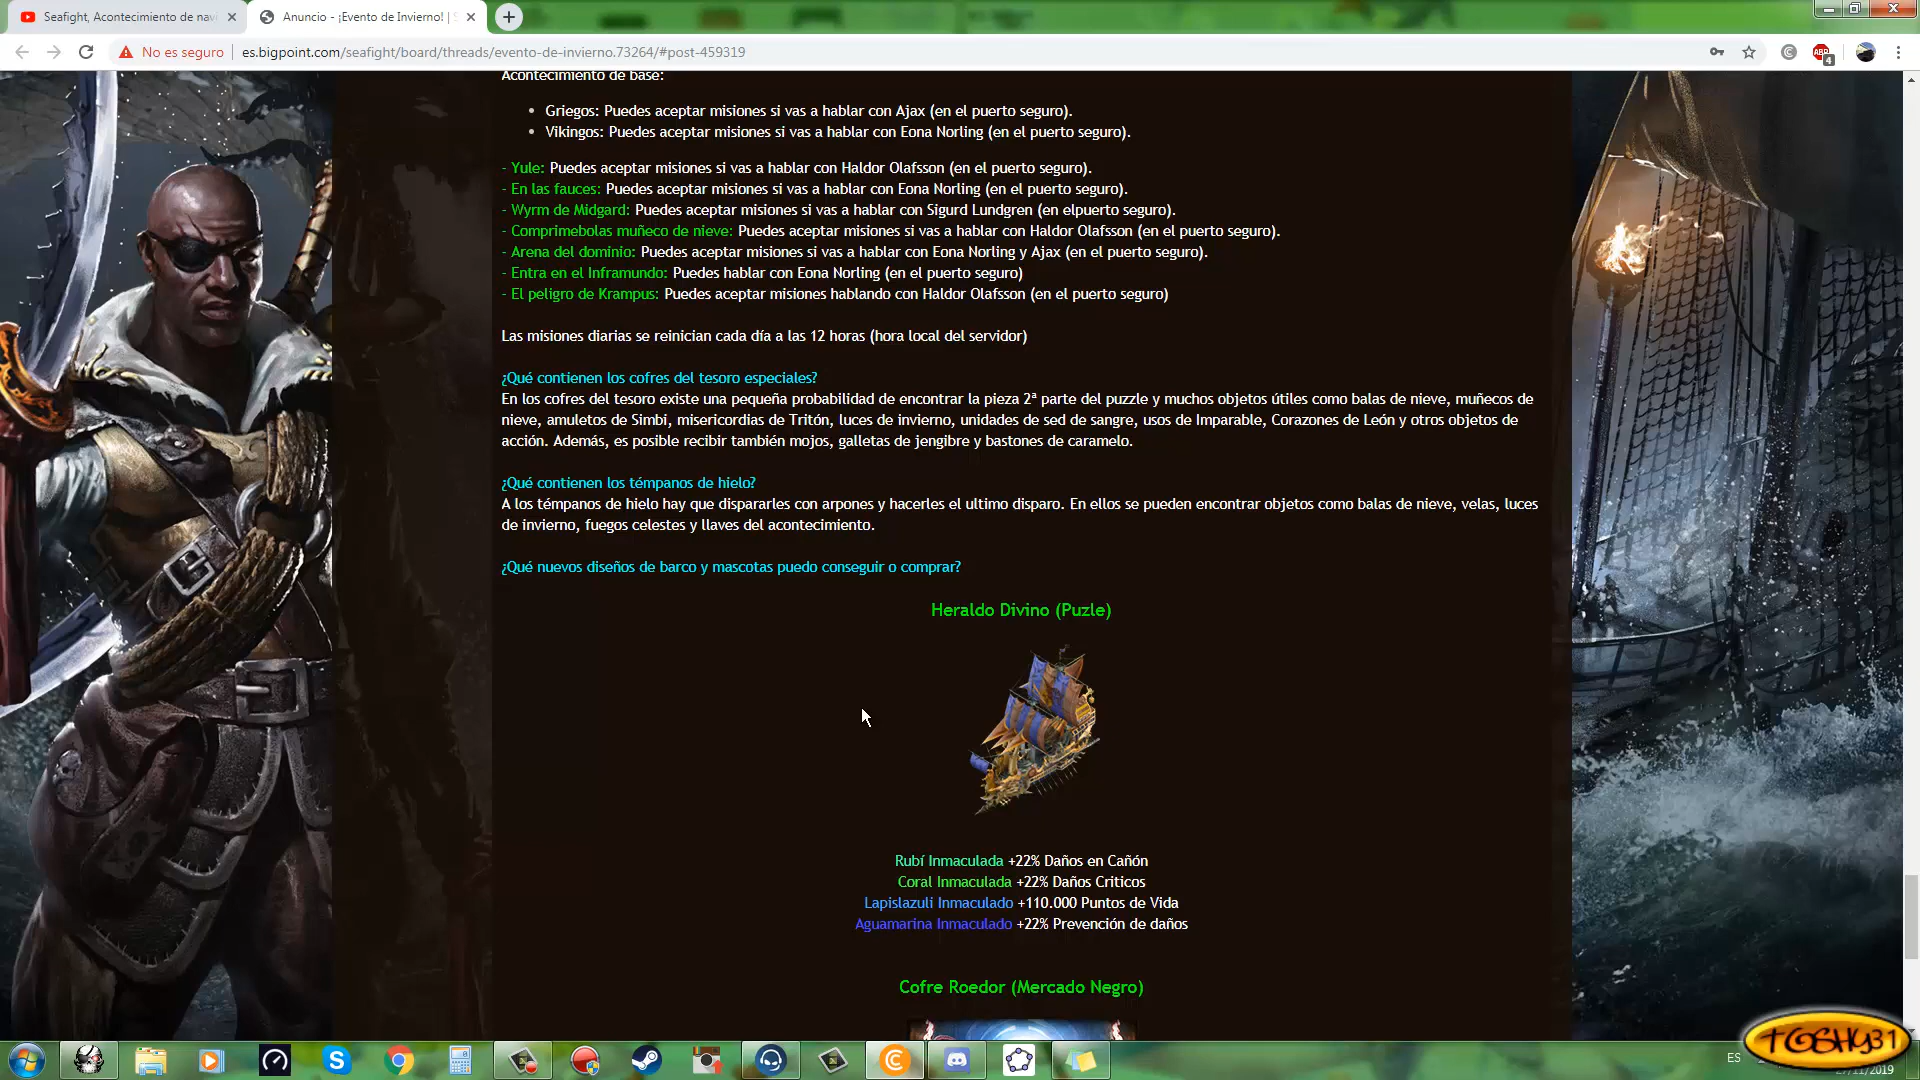 Seafight, Acontecimiento de navi
Anuncio - ¡Evento de Invierno! | S
No es seguro
es.bigpoint.com/seafight/board/threads/evento-de-invierno.73264/#post-459319
ABP
4
Acontecimiento de base:
Griegos: Puedes aceptar misiones si vas a hablar con Ajax (en el puerto seguro).
Vikingos: Puedes aceptar misiones si vas a hablar con Eona Norling (en el puerto seguro).
- Yule: Puedes aceptar misiones si vas a hablar con Haldor Olafsson (en el puerto seguro).
- En las fauces: Puedes aceptar misiones si vas a hablar con Eona Norling (en el puerto seguro).
- Wyrm de Midgard: Puedes aceptar misiones si vas a hablar con Sigurd Lundgren (en elpuerto seguro).
- Comprimebolas muñeco de nieve: Puedes aceptar misiones si vas a hablar con Haldor Olafsson (en el puerto seguro).
- Arena del dominio: Puedes aceptar misiones si vas a hablar con Eona Norling y Ajax (en el puerto seguro).
- Entra en el Inframundo: Puedes hablar con Eona Norling (en el puerto seguro)
- El peligro de Krampus: Puedes aceptar misiones hablando con Haldor Olafsson (en el puerto seguro)
Las misiones diarias se reinician cada día a las 12 horas (hora local del servidor)
¿Qué contienen los cofres del tesoro especiales?
En los cofres del tesoro existe una pequeña probabilidad de encontrar la pieza 2ª parte del puzzle y muchos objetos útiles como balas de nieve, muñecos de
nieve, amuletos de Simbi, misericordias de Tritón, luces de invierno, unidades de sed de sangre, usos de Imparable, Corazones de León y otros objetos de
acción. Además, es posible recibir también mojos, galletas de jengibre y bastones de caramelo.
¿Qué contienen los témpanos de hielo?
A los témpanos de hielo hay que dispararles con arpones y hacerles el ultimo disparo. En ellos se pueden encontrar objetos como balas de nieve, velas, luces
de invierno, fuegos celestes y llaves del acontecimiento.
¿Qué nuevos diseños de barco y mascotas puedo conseguir o comprar?
Heraldo Divino (Puzle)
Rubí Inmaculada +22% Daños en Cañón
Coral Inmaculada +22% Daños Criticos
Lapislazuli Inmaculado +110.000 Puntos de Vida
Aguamarina Inmaculado +22% Prevención de daños
Cofre Roedor (Mercado Negro)
ES
TOSHY31